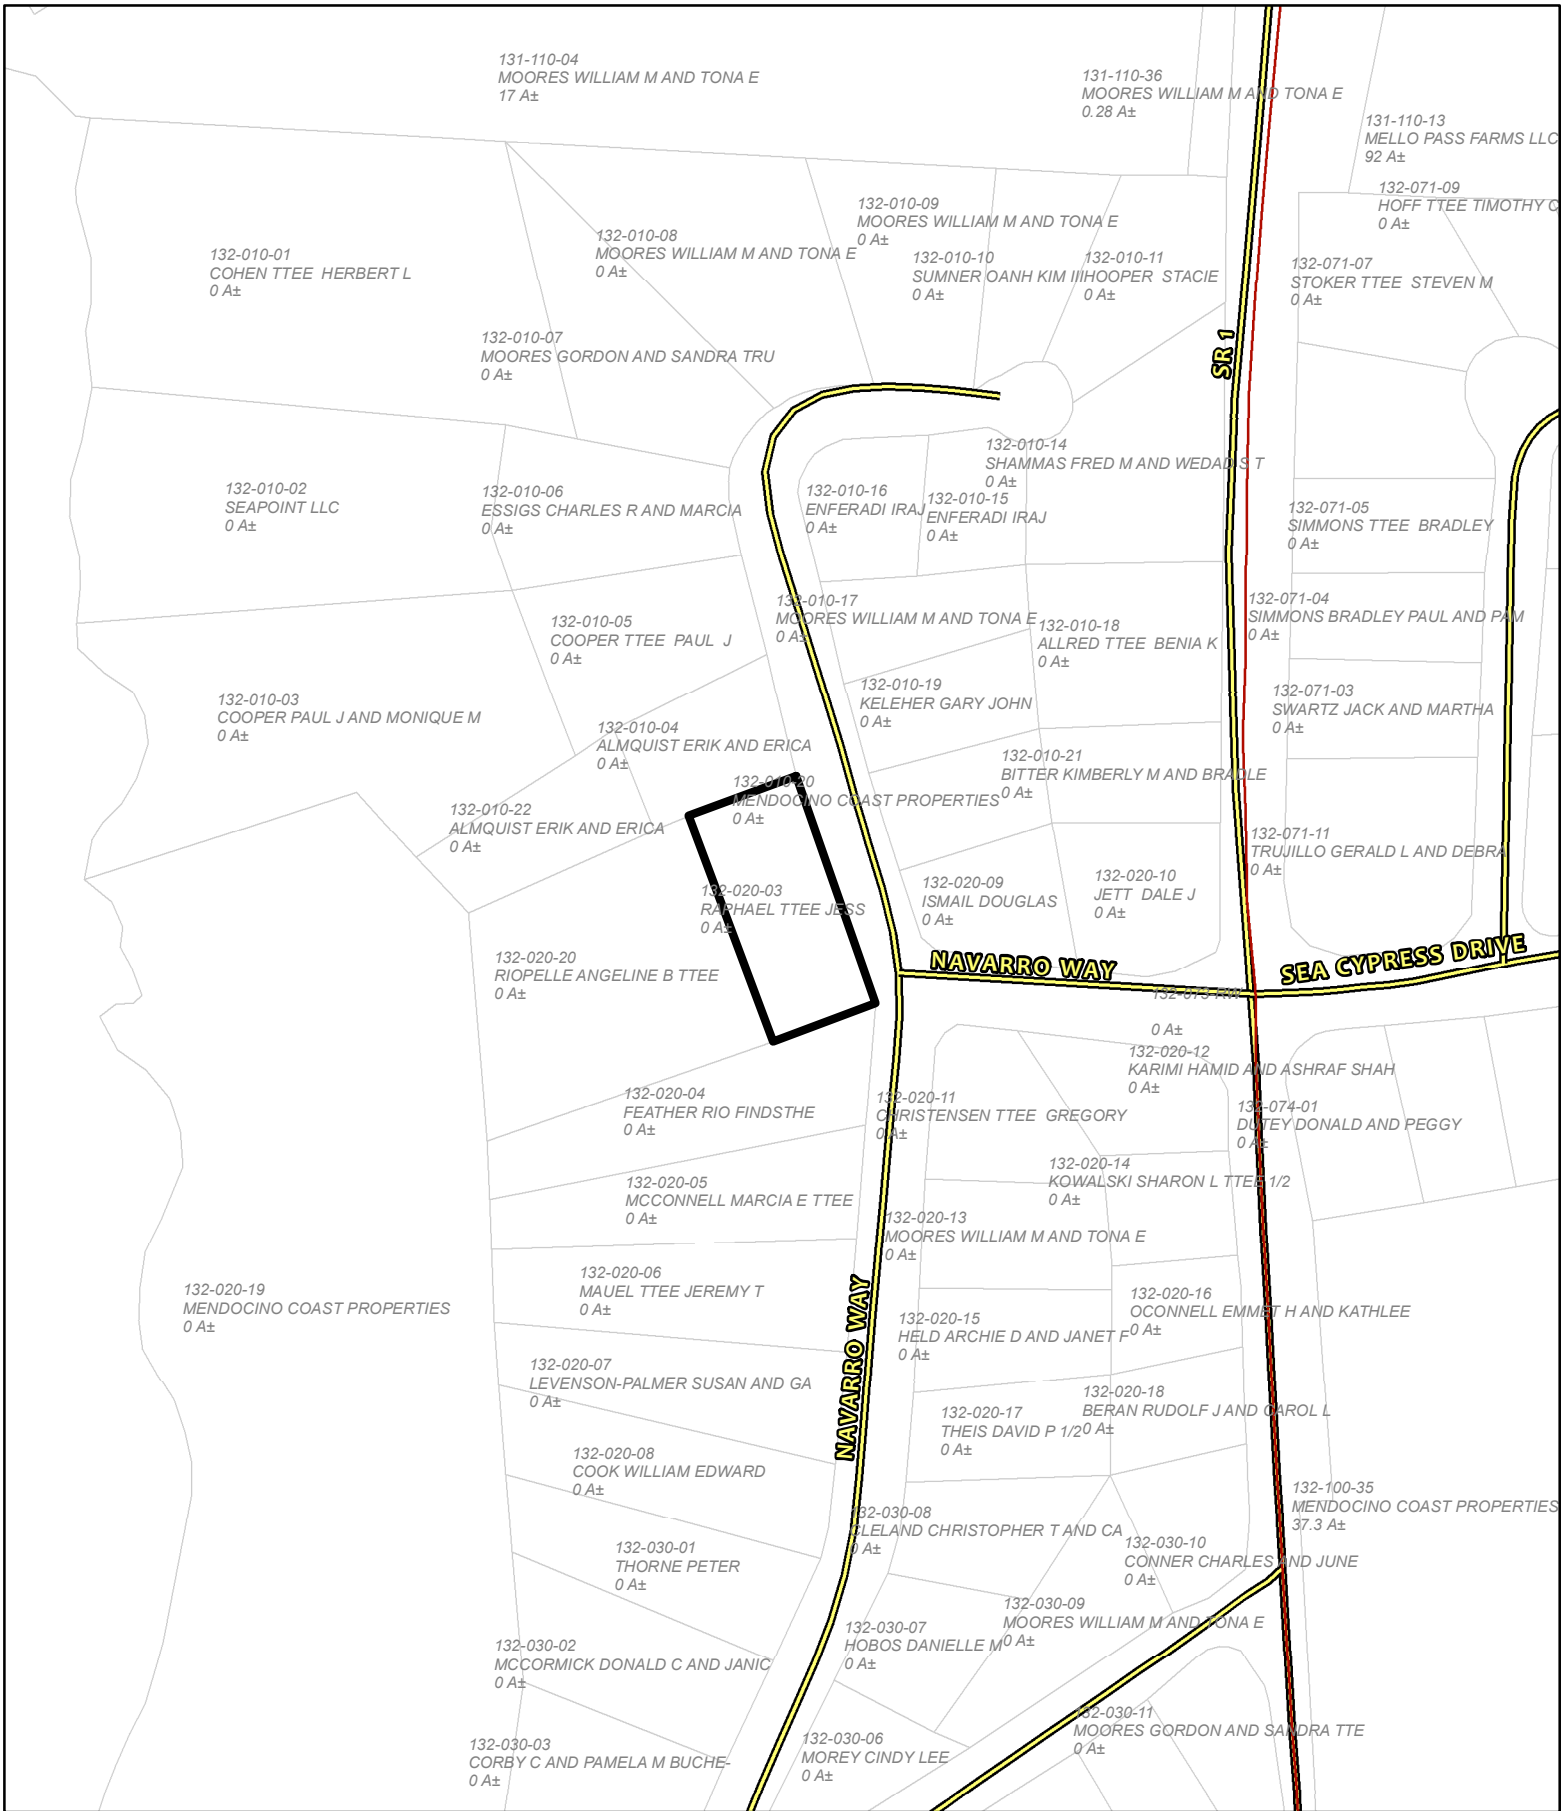 131-110-04
MOORES WILLIAM M AND TONA E
17 A±
131-110-36
MOORES WILLIAM M AND TONA E
0.28 A±
131-110-13
MELLO PASS FARMS LLC
92 A±
132-071-09
HOFF TTEE TIMOTHY C
0 A±
132-010-09
MOORES WILLIAM M AND TONA E
0 A±
132-010-08
MOORES WILLIAM M AND TONA E
0 A±
132-010-01
COHEN TTEE HERBERT L
0 A±
132-010-10
SUMNER OANH KIM III
0 A±
132-010-11
HOOPER STACIE
0 A±
132-071-07
STOKER TTEE STEVEN M
0 A±
132-010-07
MOORES GORDON AND SANDRA TRU
0 A±
SR 1
132-010-14
SHAMMAS FRED M AND WEDAD S T
0 A±
132-010-02
SEAPOINT LLC
0 A±
132-010-06
ESSIGS CHARLES R AND MARCIA
0 A±
132-010-16
ENFERADI IRAJ
0 A±
132-010-15
ENFERADI IRAJ
0 A±
132-071-05
SIMMONS TTEE BRADLEY
0 A±
132-010-17
MOORES WILLIAM M AND TONA E
0 A±
132-071-04
SIMMONS BRADLEY PAUL AND PAM
0 A±
132-010-05
COOPER TTEE PAUL J
0 A±
132-010-18
ALLRED TTEE BENIA K
0 A±
132-010-03
COOPER PAUL J AND MONIQUE M
0 A±
132-010-19
KELEHER GARY JOHN
0 A±
132-071-03
SWARTZ JACK AND MARTHA
0 A±
132-010-04
ALMQUIST ERIK AND ERICA
0 A±
132-010-21
BITTER KIMBERLY M AND BRADLE
0 A±
132-010-20
MENDOCINO COAST PROPERTIES
0 A±
132-010-22
ALMQUIST ERIK AND ERICA
0 A±
132-071-11
TRUJILLO GERALD L AND DEBRA
0 A±
132-020-03
RAPHAEL TTEE JESS
0 A±
132-020-09
ISMAIL DOUGLAS
0 A±
132-020-10
JETT DALE J
0 A±
132-020-20
RIOPELLE ANGELINE B TTEE
0 A±
NAVARRO WAY
SEA CYPRESS DRIVE
132-073-RW
0 A±
132-020-12
KARIMI HAMID AND ASHRAF SHAH
0 A±
132-020-04
FEATHER RIO FINDSTHE
0 A±
132-020-11
CHRISTENSEN TTEE GREGORY
0 A±
132-074-01
DUTEY DONALD AND PEGGY
0 A±
132-020-14
KOWALSKI SHARON L TTEE 1/2
0 A±
132-020-05
MCCONNELL MARCIA E TTEE
0 A±
132-020-13
MOORES WILLIAM M AND TONA E
0 A±
132-020-06
MAUEL TTEE JEREMY T
0 A±
132-020-19
MENDOCINO COAST PROPERTIES
0 A±
132-020-16
OCONNELL EMMET H AND KATHLEE
0 A±
132-020-15
HELD ARCHIE D AND JANET F
0 A±
NAVARRO WAY
132-020-07
LEVENSON-PALMER SUSAN AND GA
0 A±
132-020-18
BERAN RUDOLF J AND CAROL L
0 A±
132-020-17
THEIS DAVID P 1/2
0 A±
132-020-08
COOK WILLIAM EDWARD
0 A±
132-100-35
MENDOCINO COAST PROPERTIES
37.3 A±
132-030-08
CLELAND CHRISTOPHER T AND CA
0 A±
132-030-10
CONNER CHARLES AND JUNE
0 A±
132-030-01
THORNE PETER
0 A±
132-030-09
MOORES WILLIAM M AND TONA E
0 A±
132-030-07
HOBOS DANIELLE M
0 A±
132-030-02
MCCORMICK DONALD C AND JANIC
0 A±
132-030-11
MOORES GORDON AND SANDRA TTE
0 A±
132-030-06
MOREY CINDY LEE
0 A±
132-030-03
CORBY C AND PAMELA M BUCHE-
0 A±